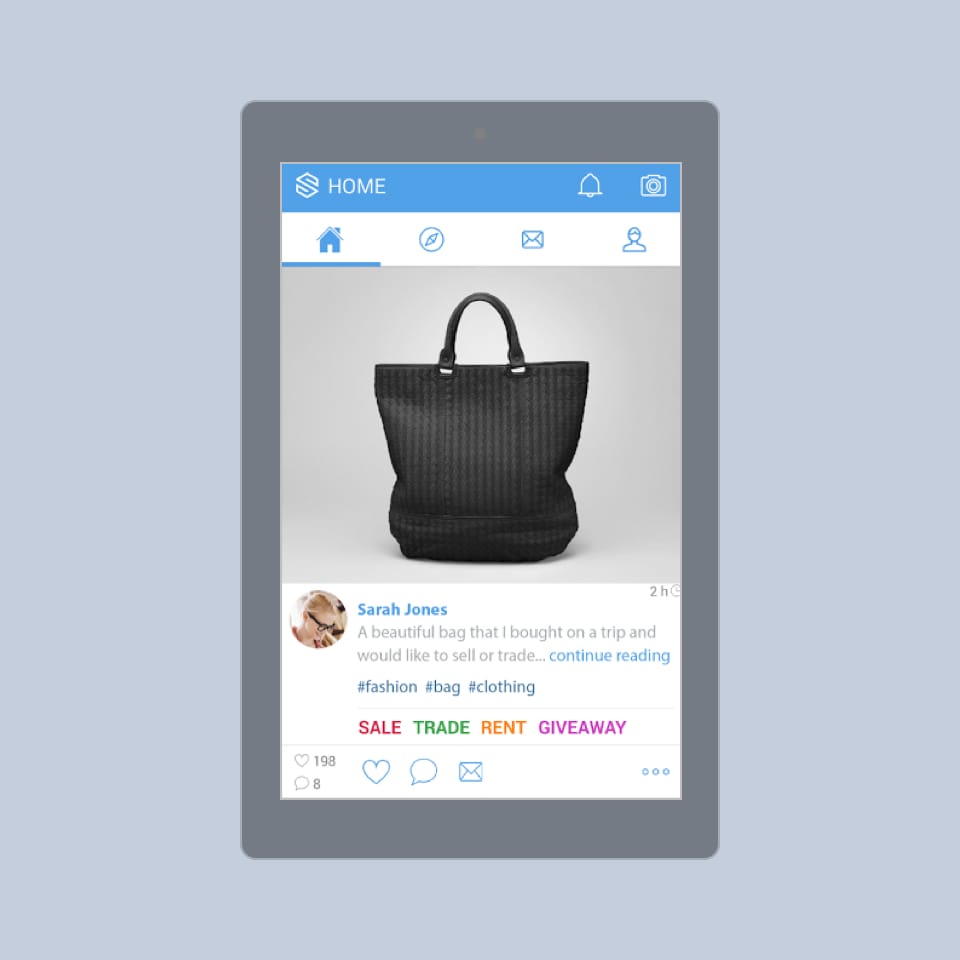 HOME
2 h
Sarah Jones
A beautiful bag that I bought on a trip and
would like to sell or trade... continue reading
#fashion #bag #clothing
SALE TRADE RENT GIVEAWAY
198
8